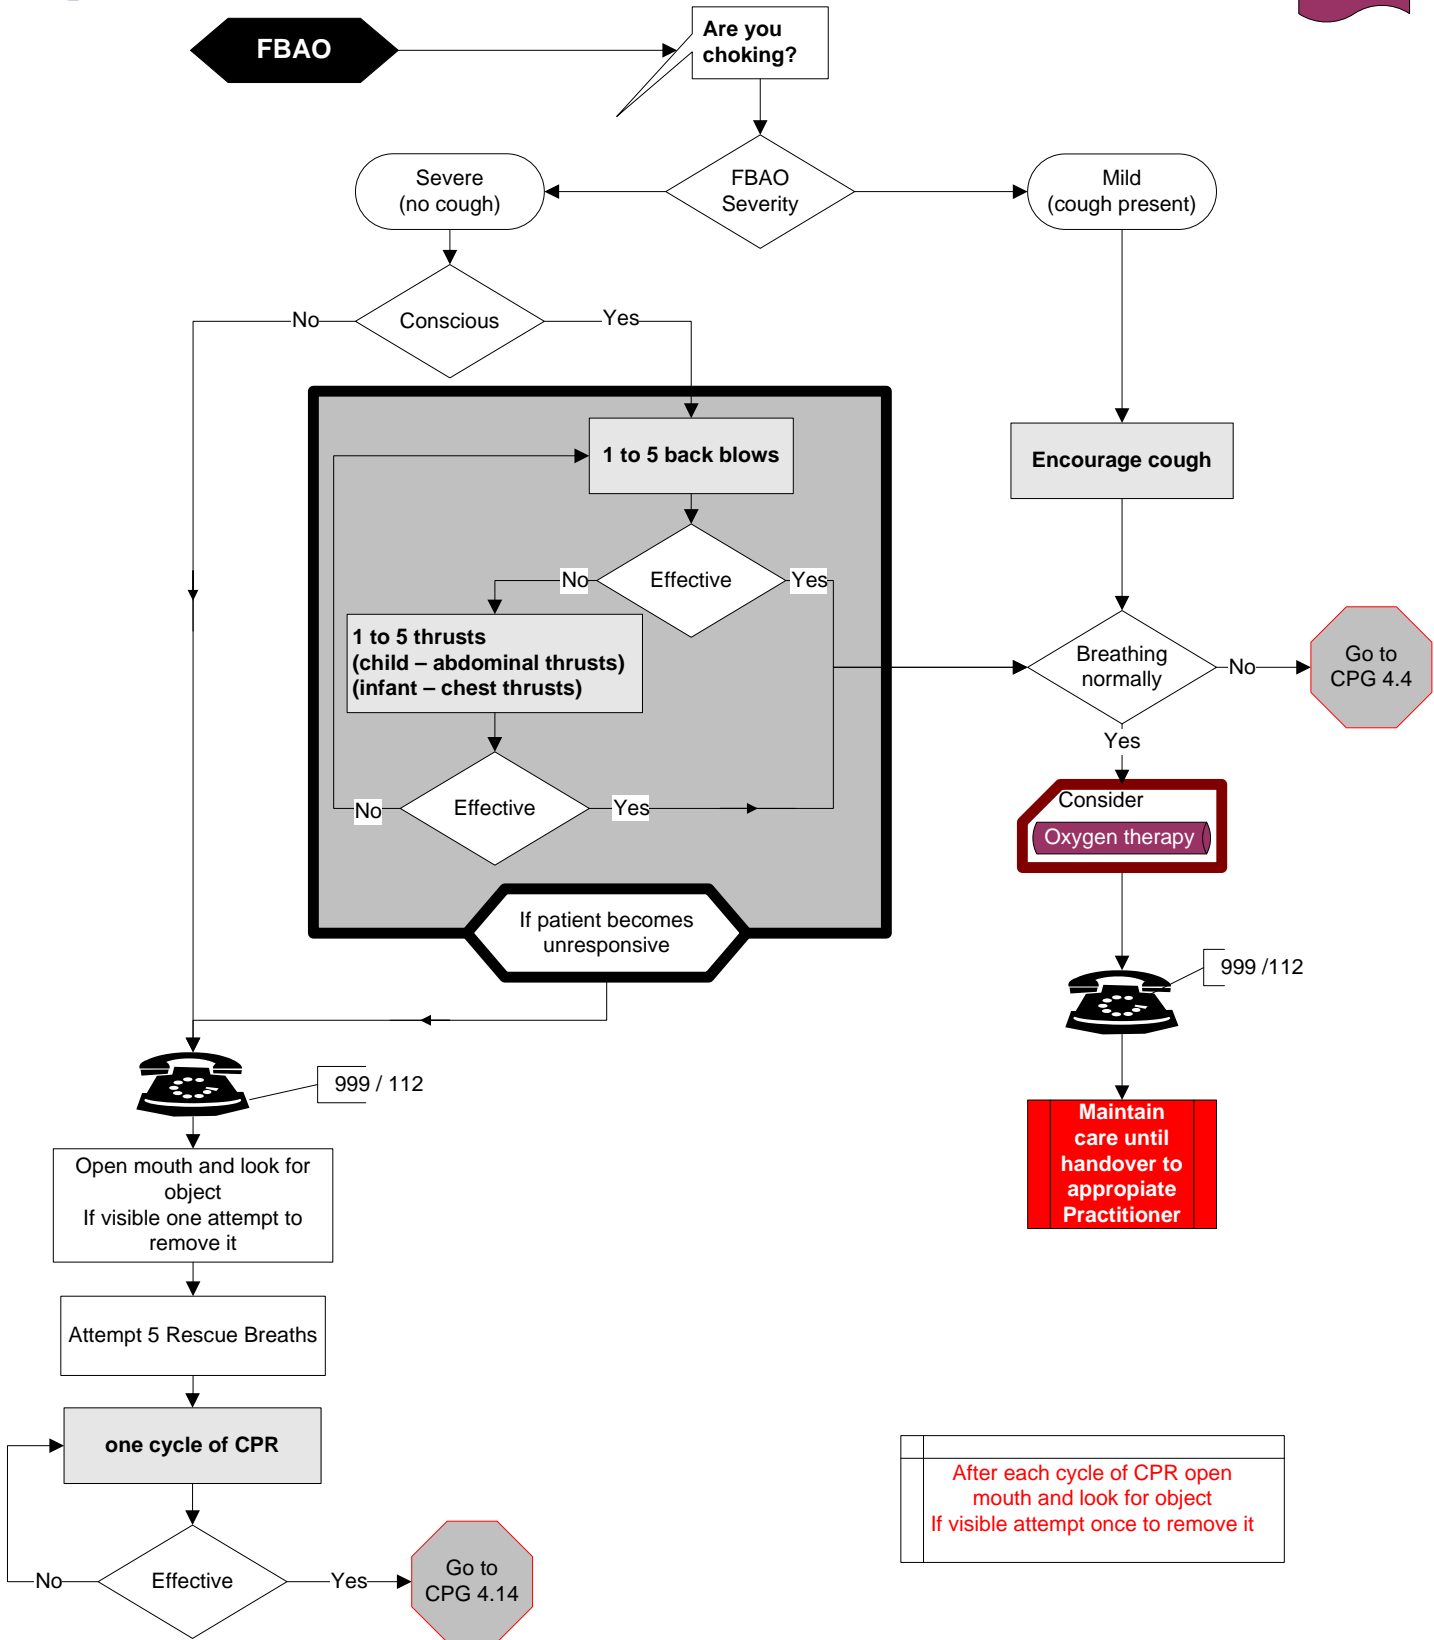 FBAO
Are you
choking?
FBAO
Severity
Severe
(no cough)
Mild
(cough present)
Conscious
No
Yes
1 to 5 back blows
Encourage cough
Effective
No
Yes
1 to 5 thrusts
(child – abdominal thrusts)
(infant – chest thrusts)
Breathing
normally
No
Go to
CPG 4.4
Yes
Effective
No
Yes
Consider
Oxygen therapy
If patient becomes
unresponsive
999 /112
999 / 112
Maintain
care until
handover to
appropiate
Practitioner
Open mouth and look for
object
If visible one attempt to
remove it
Attempt 5 Rescue Breaths
one cycle of CPR
After each cycle of CPR open
mouth and look for object
If visible attempt once to remove it
Effective
No
Yes
Go to
CPG 4.14